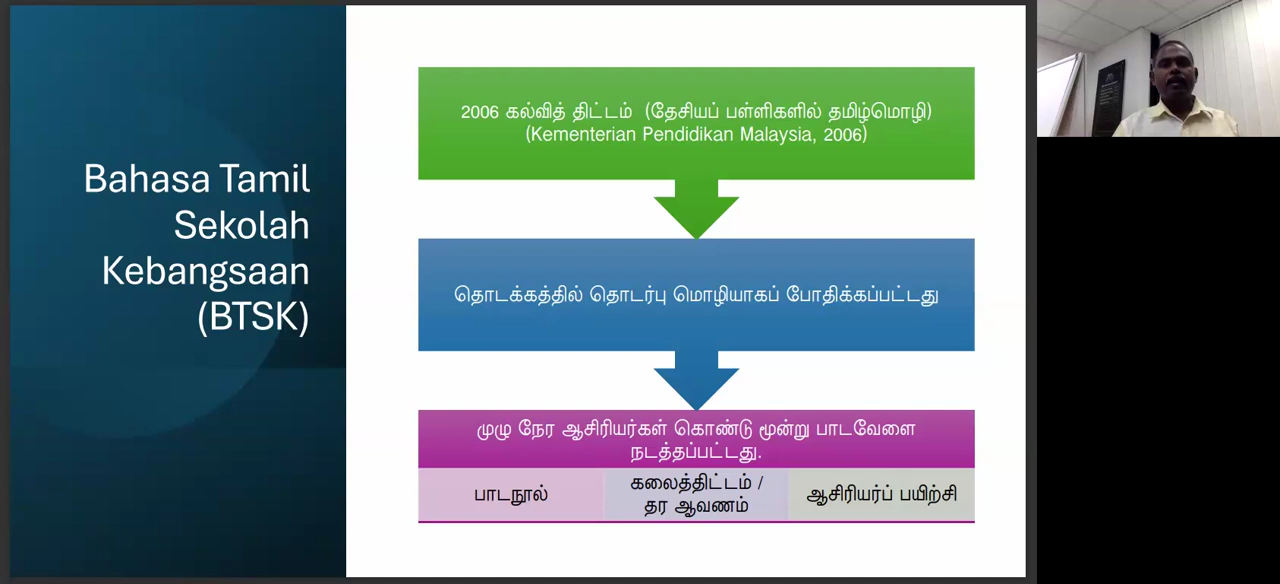 Bahasa Tamil
Sekolah
Kebangsaan
(BTSK)
2006 கல்வித் திட்டம் (தேசியப் பள்ளிகளில் தமிழ்மொழி)
(Kementerian Pendidikan Malaysia, 2006)
தொடக்கத்தில் தொடர்பு மொழியாகப் போதிக்கப்பட்டது
முழு நேர ஆசிரியர்கள் கொண்டு மூன்று பாடவேளை
நடத்தப்பட்டது.
பாடநூல்
கலைத்திட்டம் /
தர ஆவணம்
ஆசிரியர்ப் பயிற்சி